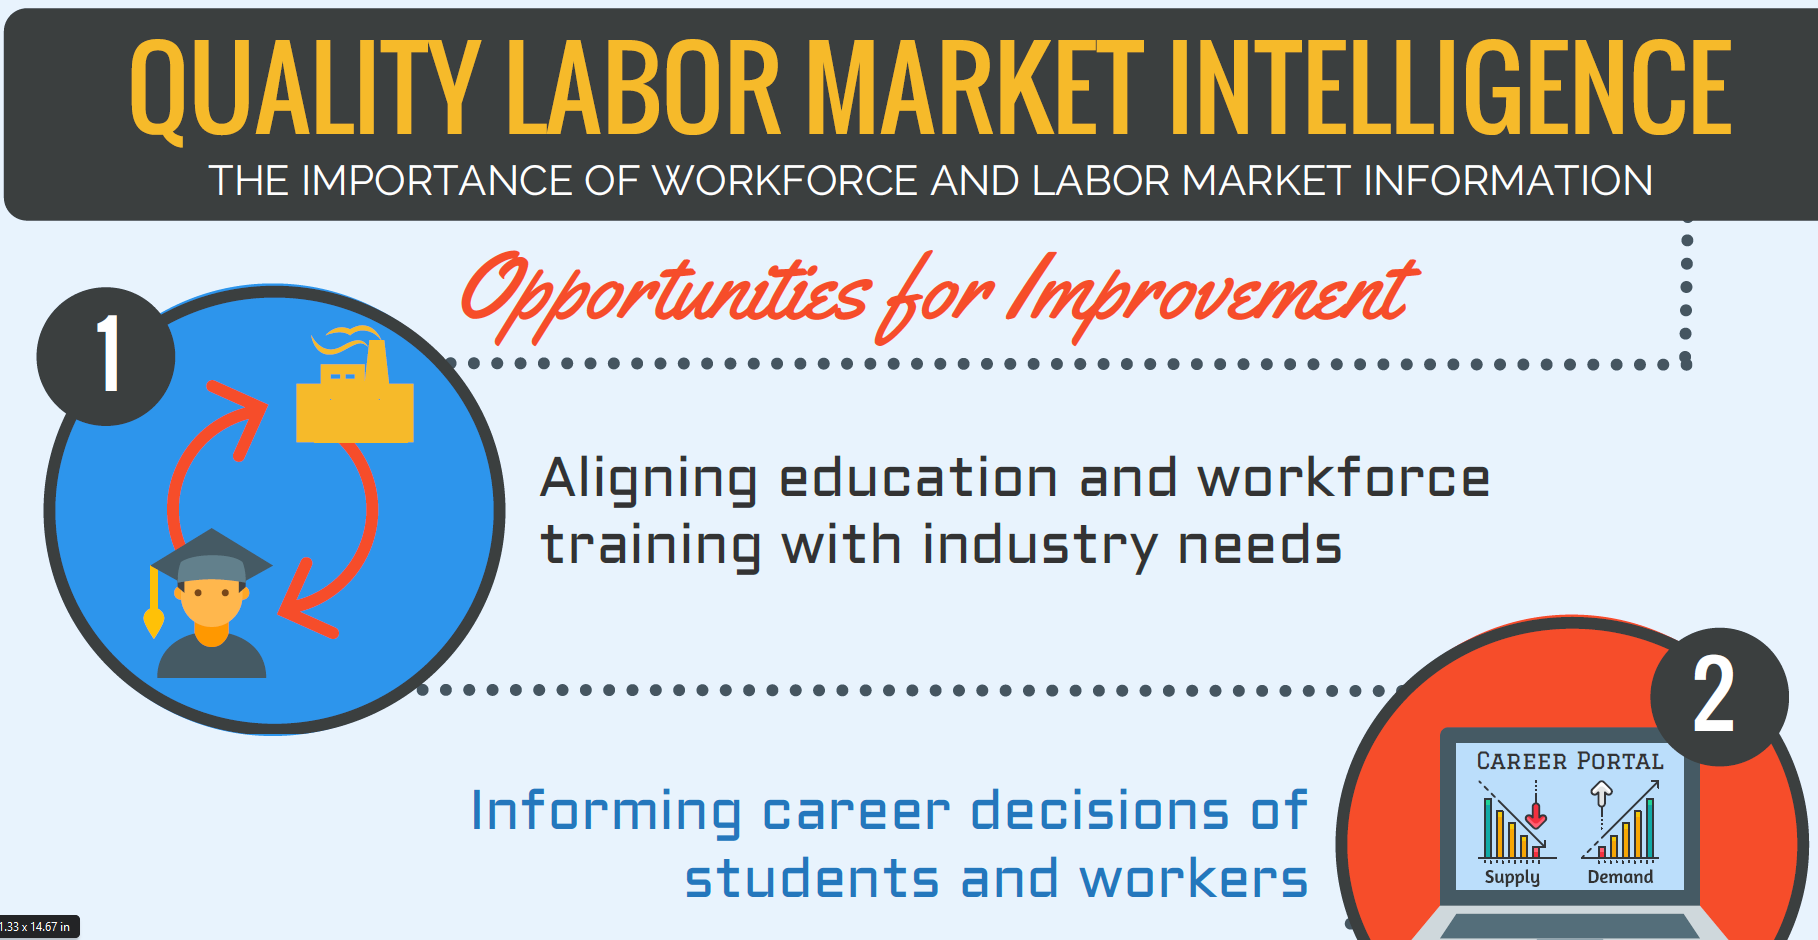 QUALITY LABOR MARKET INTELLIGENCE
THE IMPORTANCE OF WORKFORCE AND LABOR MARKET INFORMATION
Opportunities for Improvement
1
Aligning education and workforce
training with industry needs
2
CAREER PORTAL
Supply Demand
Informing career decisions of
students and workers
1.33 x 14.67 in